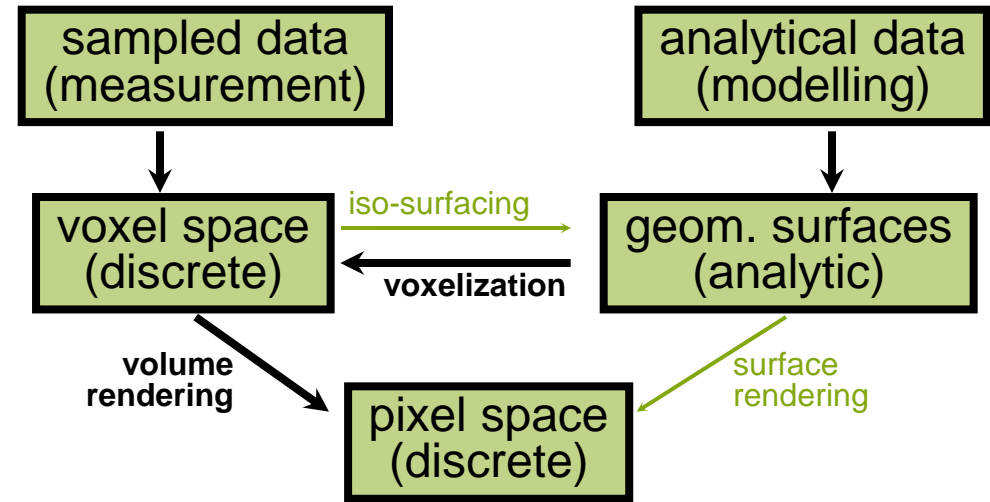 sampled data
(measurement)
analytical data
(modelling)
iso-surfacing
voxel space
(discrete)
geom. surfaces
(analytic)
voxelization
volume
rendering
surface
rendering
pixel space
(discrete)